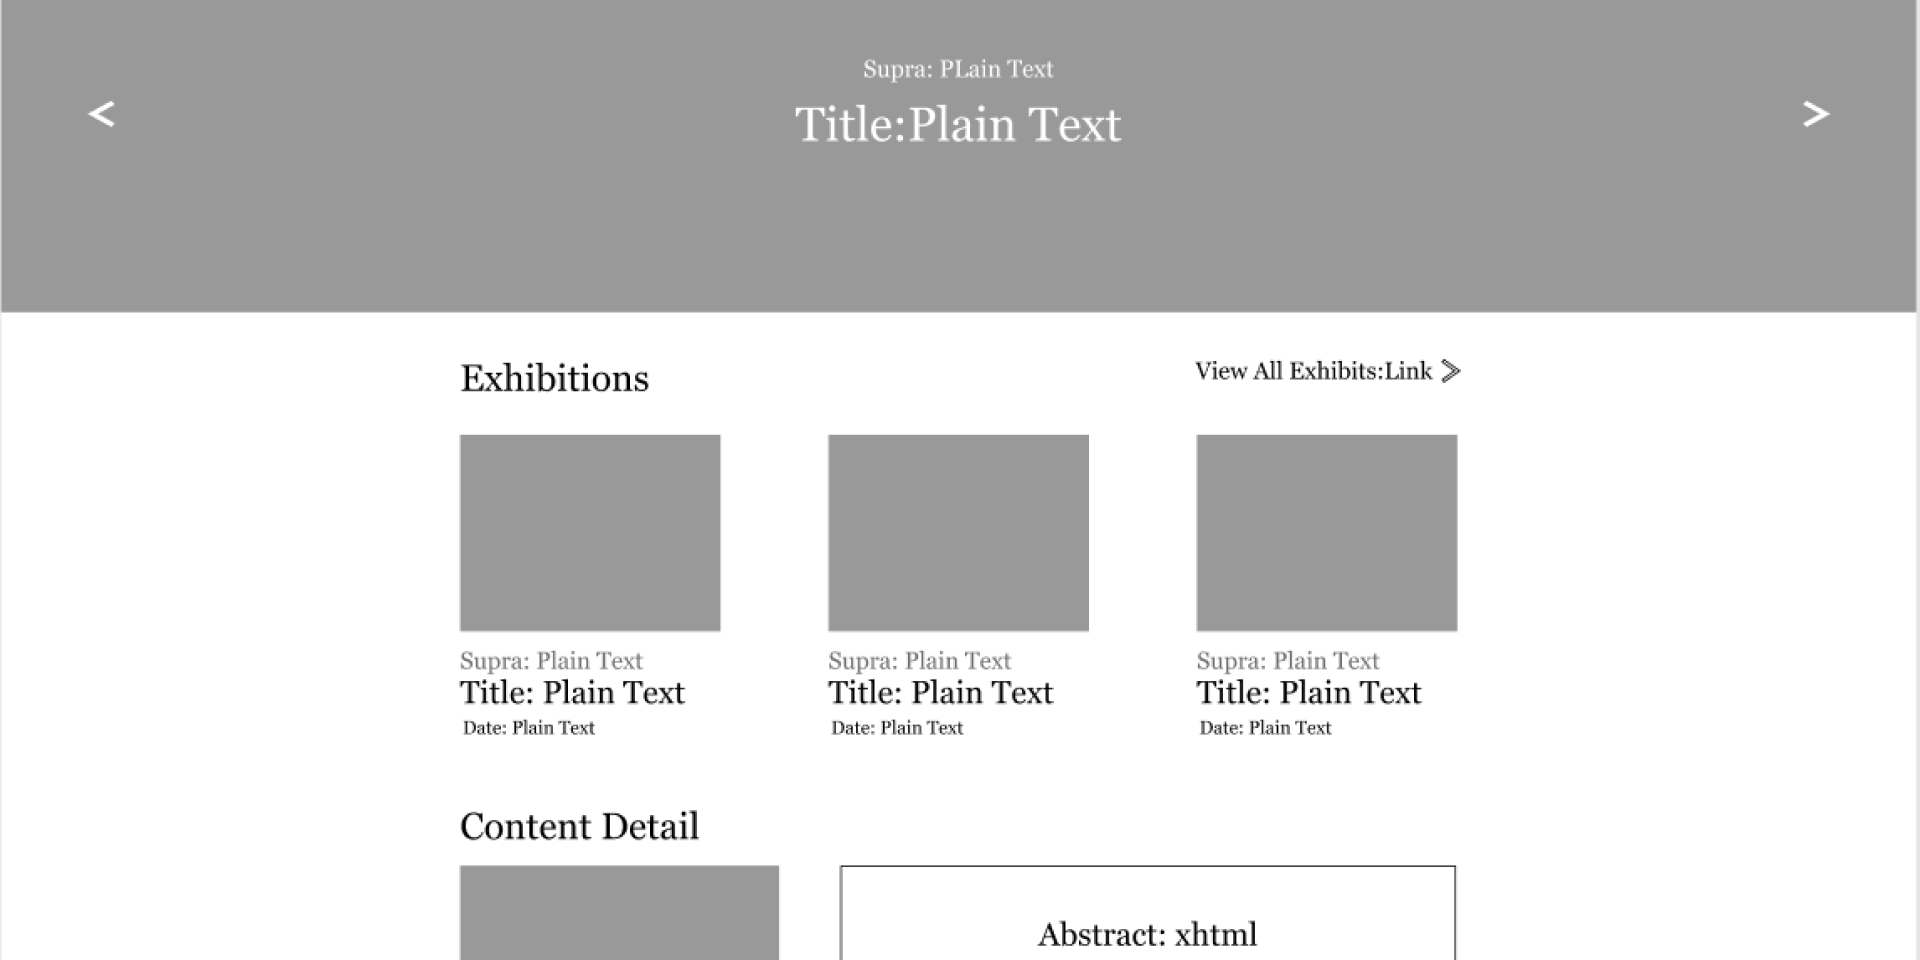 Supra: PLain Text
Title:Plain Text
<
>
Exhibitions
View All Exhibits:Link >
Supra: Plain Text
Title: Plain Text
Date: Plain Text
Supra: Plain Text
Title: Plain Text
Date: Plain Text
Supra: Plain Text
Title: Plain Text
Date: Plain Text
Content Detail
Abstract: xhtml